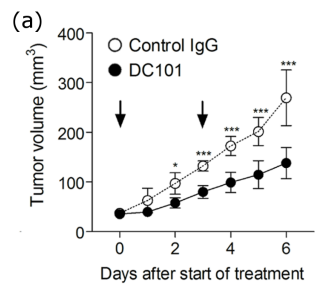 (a)
400
300
200
100
0
Tumor volume (mm³)
Control IgG
DC101
*
***
***
***
***
0 2 4 6
Days after start of treatment